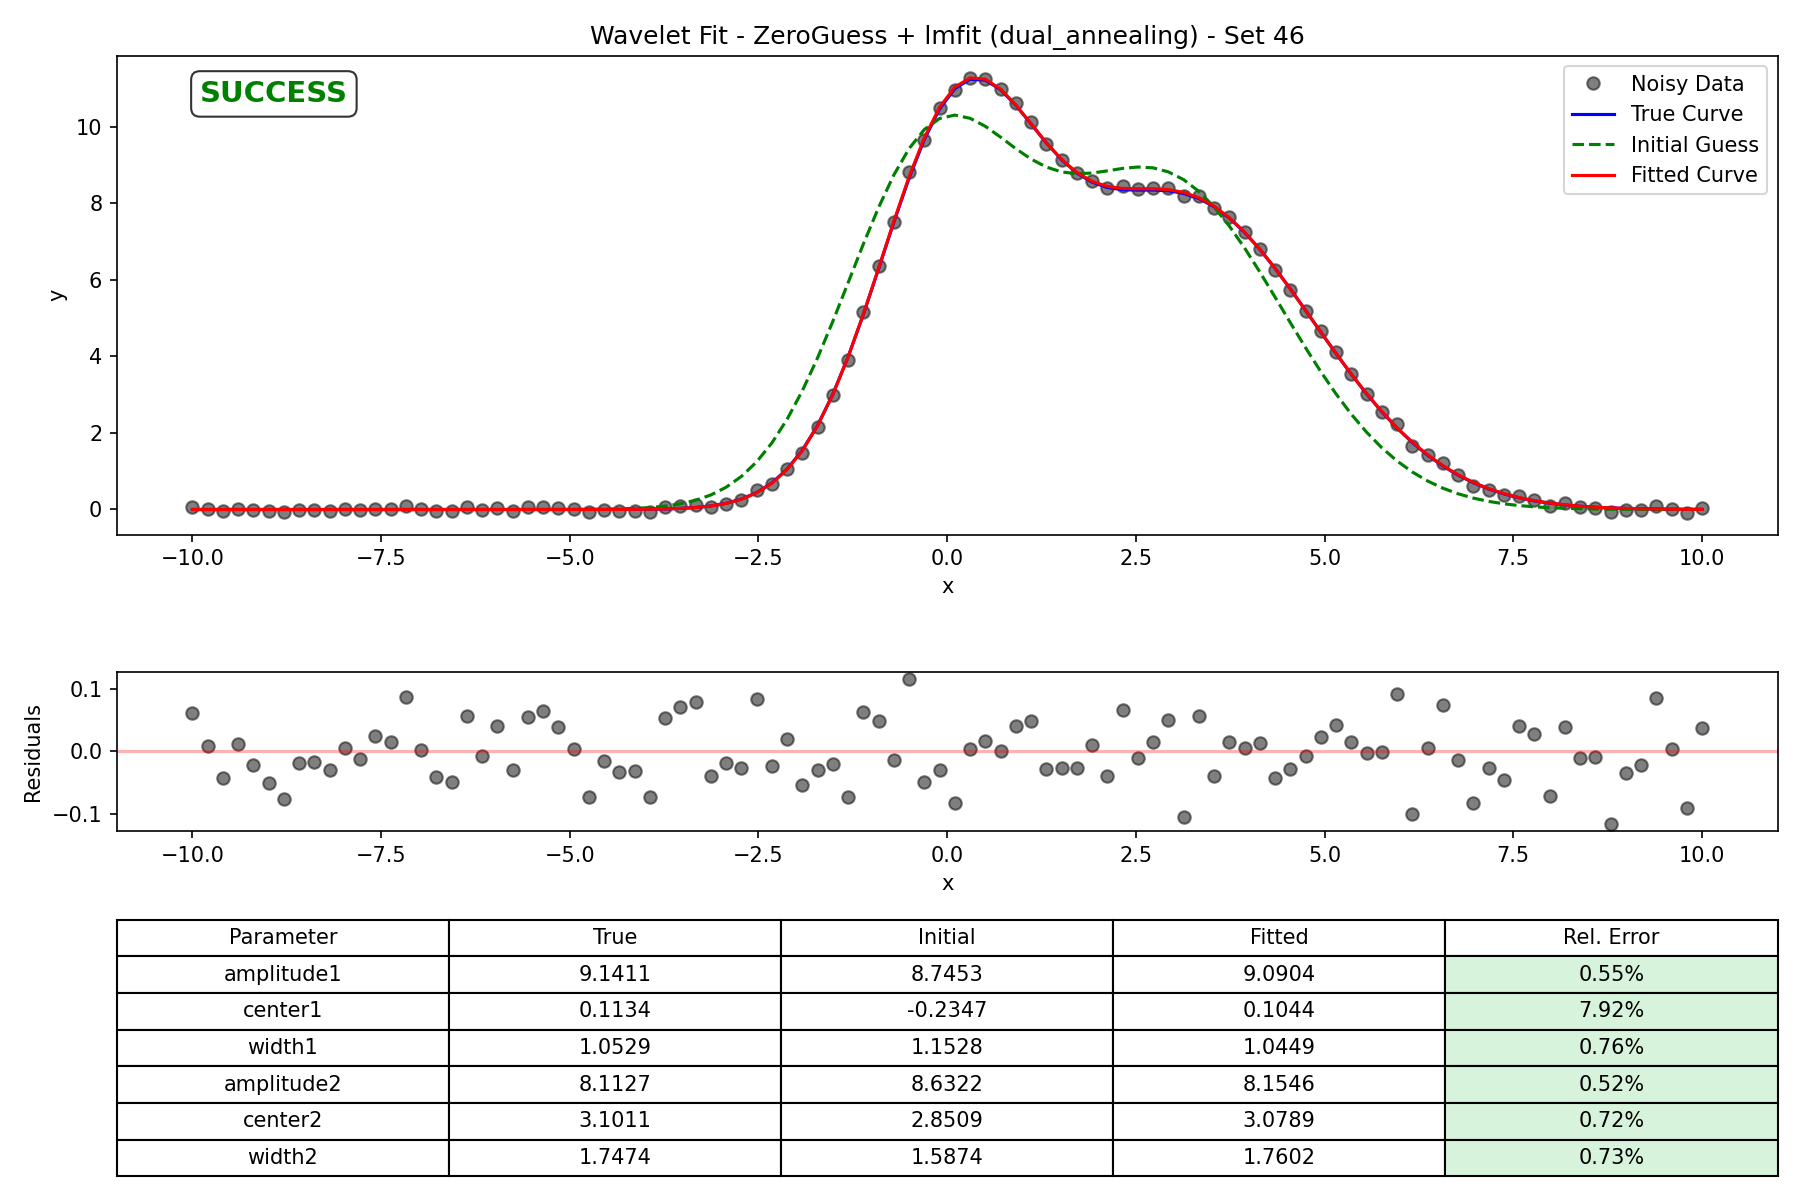 Wavelet Fit - ZeroGuess + lmfit (dual_annealing) - Set 46
SUCCESS
Noisy Data
True Curve
Initial Guess
Fitted Curve
y
10
8
6
4
2
0
−10.0 −7.5 −5.0 −2.5 0.0 2.5 5.0 7.5 10.0
x
Residuals
0.1
0.0
−0.1
−10.0 −7.5 −5.0 −2.5 0.0 2.5 5.0 7.5 10.0
x
Parameter True Initial Fitted Rel. Error
amplitude1 9.1411 8.7453 9.0904 0.55%
center1 0.1134 -0.2347 0.1044 7.92%
width1 1.0529 1.1528 1.0449 0.76%
amplitude2 8.1127 8.6322 8.1546 0.52%
center2 3.1011 2.8509 3.0789 0.72%
width2 1.7474 1.5874 1.7602 0.73%